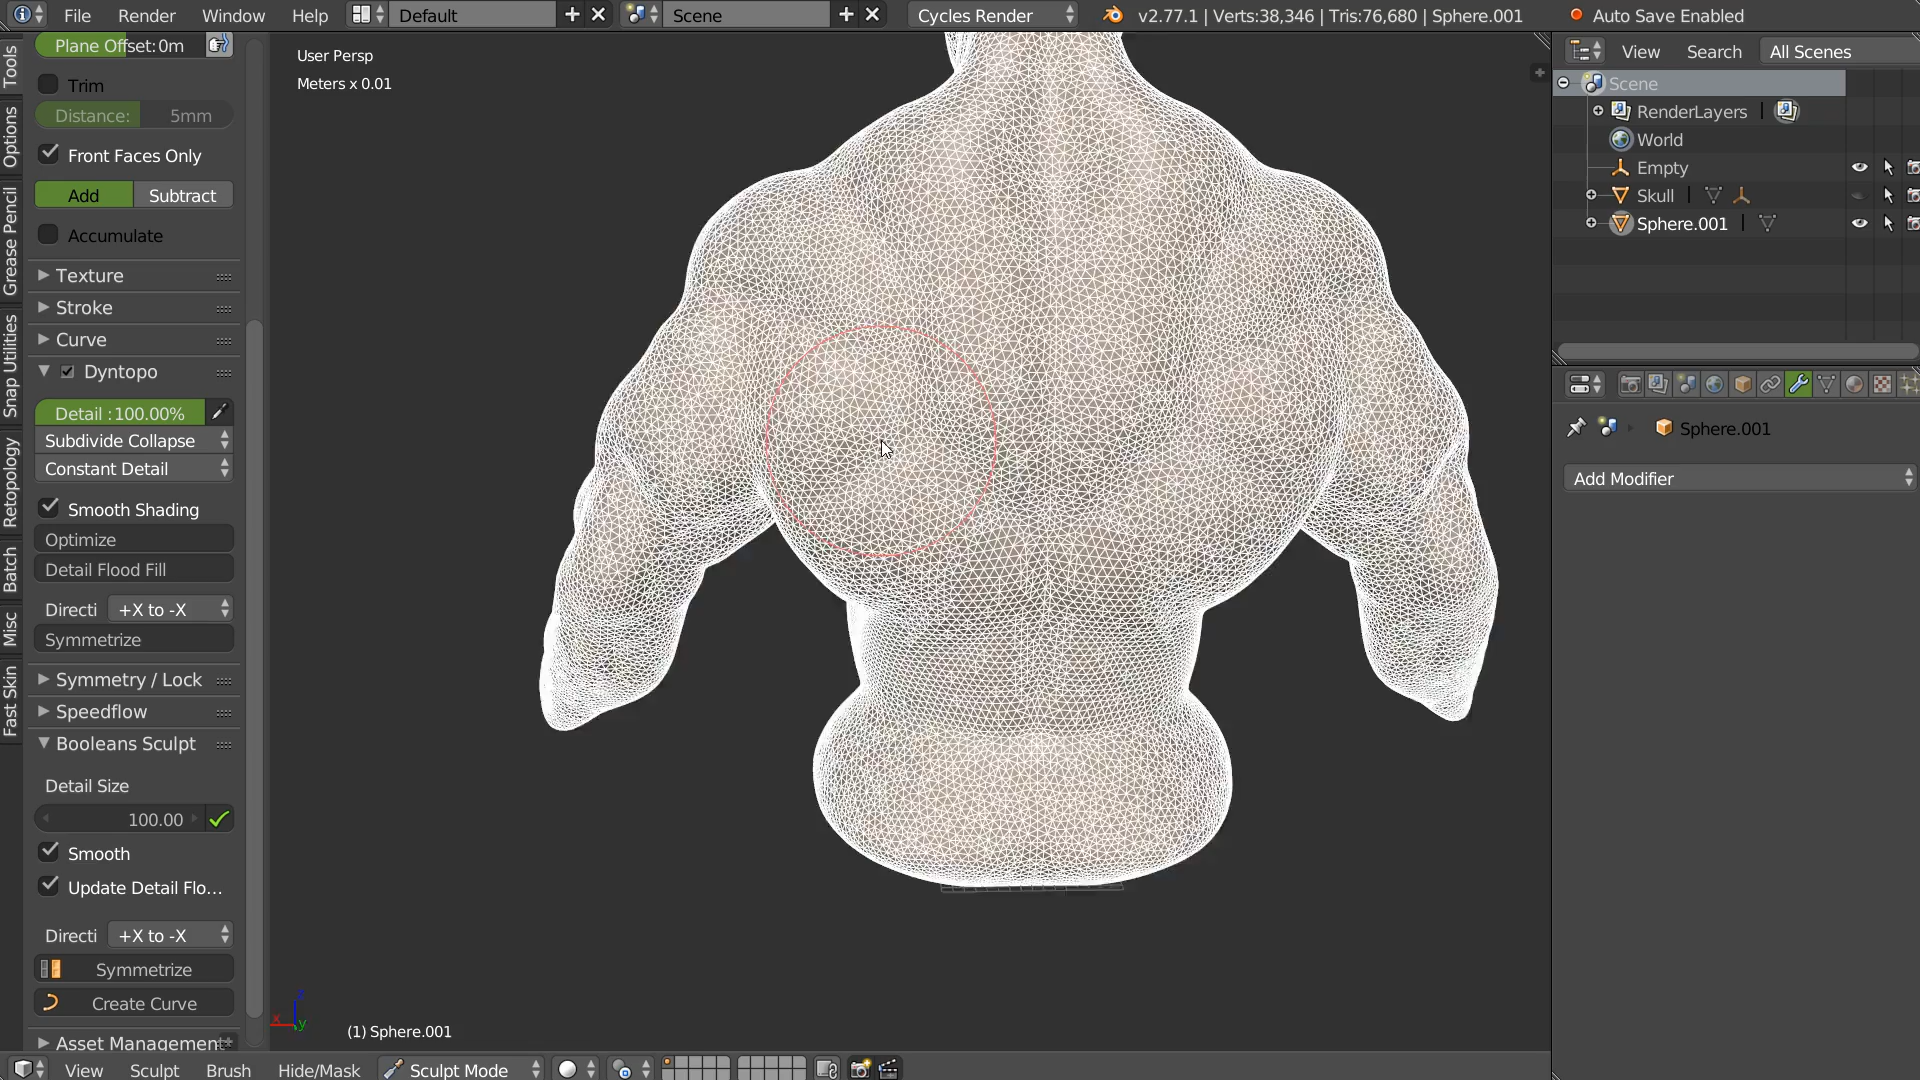 File Render Window Help Default Scene Cycles Render v2.77.1 | Verts:38,346 | Tris:76,680 | Sphere.001 Auto Save Enabled
Plane Offset: 0m
Trim
Distance: 5mm
Front Faces Only
Add Subtract
Accumulate
Texture
Stroke
Curve
Dyntopo
Detail : 100.00%
Subdivide Collapse
Constant Detail
Smooth Shading
Optimize
Detail Flood Fill
Directi +X to -X
Symmetrize
Symmetry / Lock
Speedflow
Booleans Sculpt
Detail Size
100.00
Smooth
Update Detail Flo...
Directi +X to -X
Symmetrize
Create Curve
Asset Management
Tools
Options
Grease Pencil
Snap Utilities
Retopology
Batch
Misc
Fast Skin
User Persp
Meters x 0.01
z
x
y
(1) Sphere.001
View Sculpt Brush Hide/Mask Sculpt Mode
View Search All Scenes
Scene
RenderLayers
World
Empty
Skull
Sphere.001
Sphere.001
Add Modifier